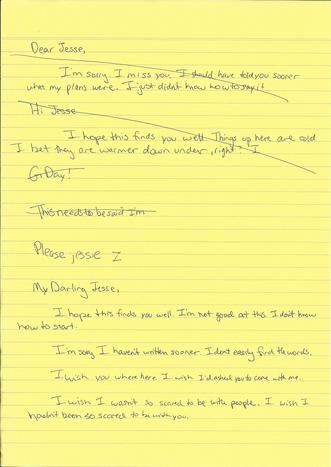 Dear Jesse,
I'm sorry. I miss you. I should have told you sooner
what my plans were. I just didn't know how to say it
Hi Jesse
I hope this finds you well. Things up here are cold
I bet they are warmer down under, right? I
G'Day!
This needs to be said I'm
Please, jessie I
My Darling Jesse,
I hope this finds you well. I'm not good at this. I don't know
how to start.
I'm sorry I haven't written sooner. I don't easily find the words.
I wish you where here. I wish I'd asked you to come with me.
I wish I wasn't so scared to be with people. I wish I
hadn't been so scared to be with you.